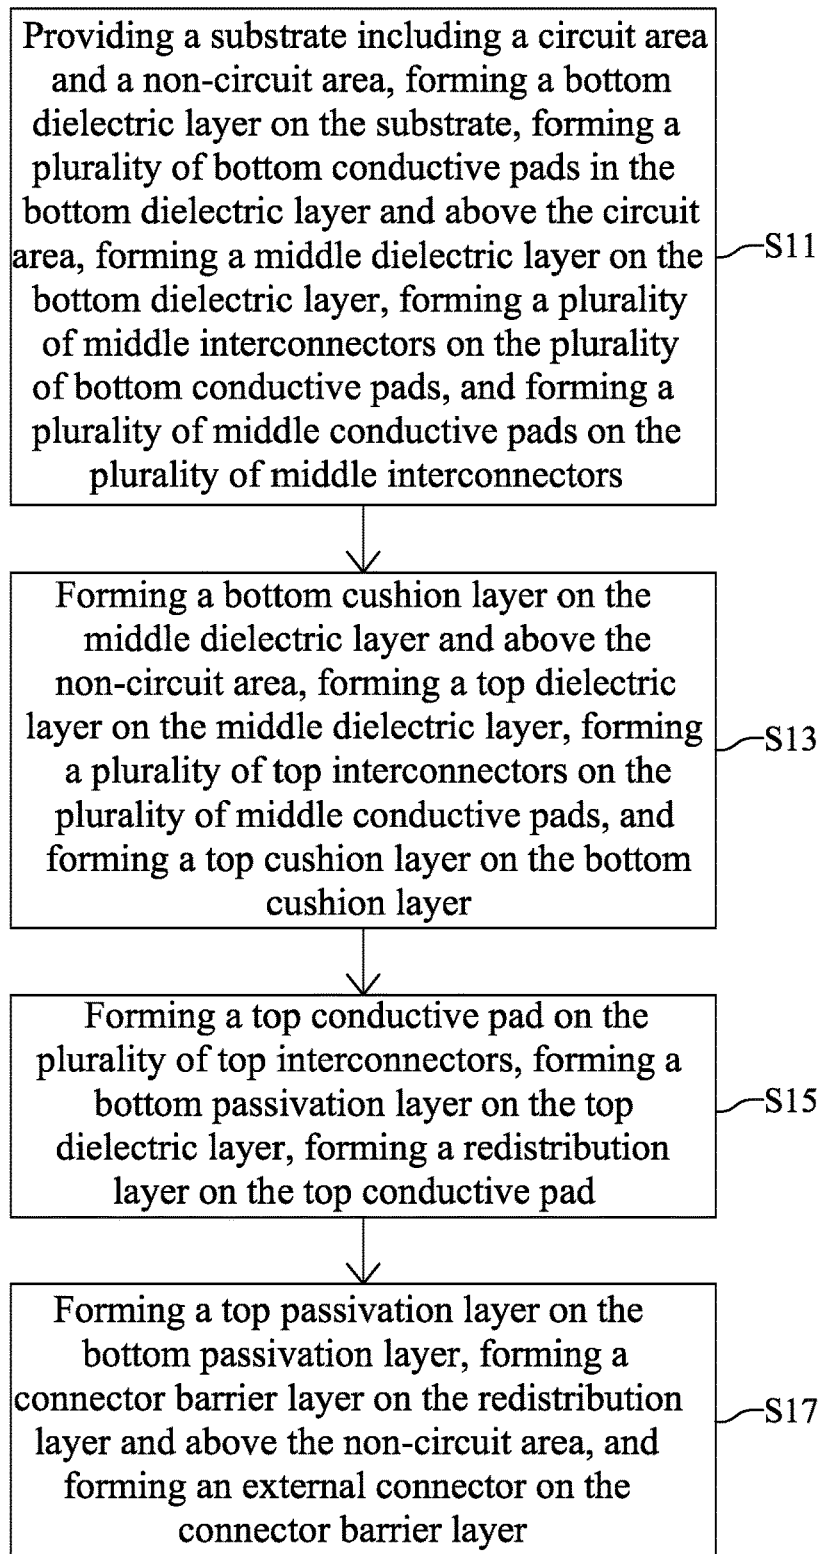 Providing a substrate including a circuit area
and a non-circuit area, forming a bottom
dielectric layer on the substrate, forming a
plurality of bottom conductive pads in the
bottom dielectric layer and above the circuit
area, forming a middle dielectric layer on the
bottom dielectric layer, forming a plurality
of middle interconnectors on the plurality
of bottom conductive pads, and forming a
plurality of middle conductive pads on the
plurality of middle interconnectors
S11
Forming a bottom cushion layer on the
middle dielectric layer and above the
non-circuit area, forming a top dielectric
layer on the middle dielectric layer, forming
a plurality of top interconnectors on the
plurality of middle conductive pads, and
forming a top cushion layer on the bottom
cushion layer
S13
Forming a top conductive pad on the
plurality of top interconnectors, forming a
bottom passivation layer on the top
dielectric layer, forming a redistribution
layer on the top conductive pad
S15
Forming a top passivation layer on the
bottom passivation layer, forming a
connector barrier layer on the redistribution
layer and above the non-circuit area, and
forming an external connector on the
connector barrier layer
S17